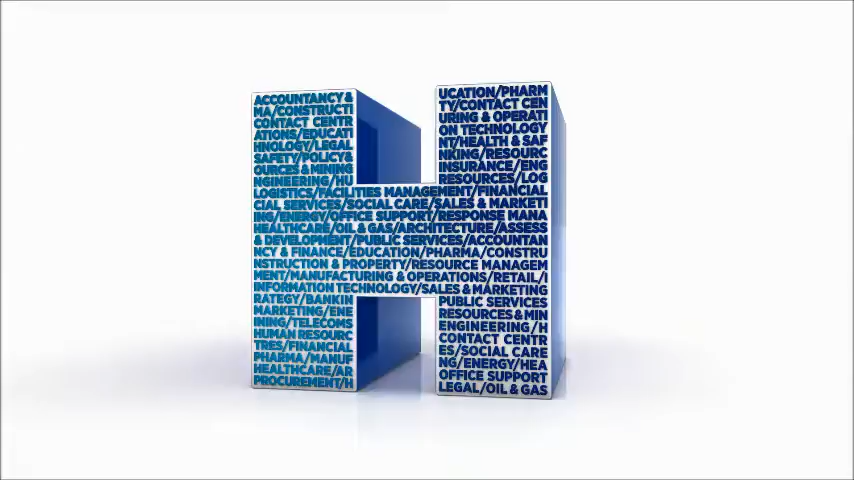 ACCOUNTANCY &
MA/CONSTRUCTI
CONTACT CENTR
ATIONS/EDUCATI
HNOLOGY/LEGAL
SAFETY/POLICY&
OURCES & MINING
NGINEERING/HU
UCATION/PHARM
TY/CONTACT CEN
URING & OPERATI
ON TECHNOLOGY
NT/HEALTH & SAF
NKING/RESOURC
INSURANCE/ENG
RESOURCES/LOG
LOGISTICS/FACILITIES MANAGEMENT/FINANCIAL
CIAL SERVICES/SOCIAL CARE/SALES & MARKETI
ING/ENERGY/OFFICE SUPPORT/RESPONSE MANA
HEALTHCARE/OIL & GAS/ARCHITECTURE/ASSESS
& DEVELOPMENT/PUBLIC SERVICES/ACCOUNTAN
NCY & FINANCE/EDUCATION/PHARMA/CONSTRU
NSTRUCTION & PROPERTY/RESOURCE MANAGEM
MENT/MANUFACTURING & OPERATIONS/RETAIL/I
INFORMATION TECHNOLOGY/SALES & MARKETING
RATEGY/BANKIN
MARKETING/ENE
INING/TELECOMS
HUMAN RESOURC
TRES/FINANCIAL
PHARMA/MANUF
HEALTHCARE/AR
PROCUREMENT/H
PUBLIC SERVICES
RESOURCES & MIN
ENGINEERING/H
CONTACT CENTR
ES/SOCIAL CARE
NG/ENERGY/HEA
OFFICE SUPPORT
LEGAL/OIL & GAS